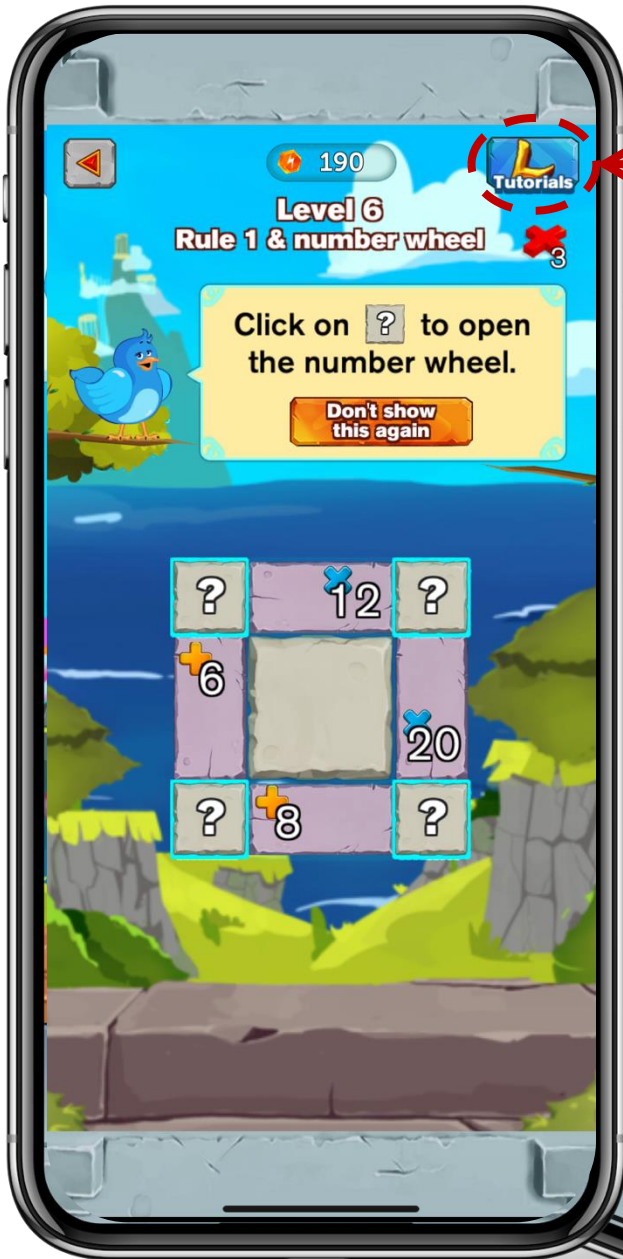 190
L
Tutorials
Level 6
Rule 1 & number wheel
3
Click on ? to open
the number wheel.
Don't show
this again
? ×12 ?
+6
×20
? +8 ?